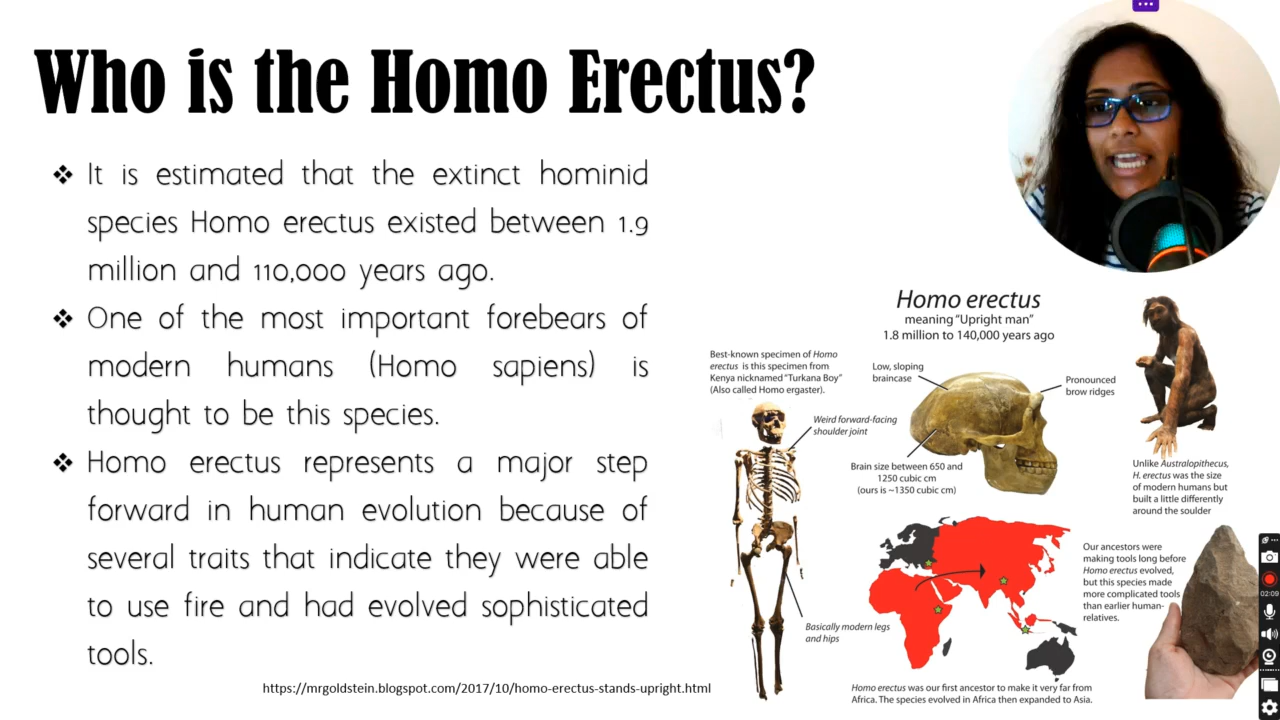 Who is the Homo Erectus?
❖ It is estimated that the extinct hominid
species Homo erectus existed between 1.9
million and 110,000 years ago.
❖ One of the most important forebears of
modern humans (Homo sapiens) is
thought to be this species.
❖ Homo erectus represents a major step
forward in human evolution because of
several traits that indicate they were able
to use fire and had evolved sophisticated
tools.
https://mrgoldstein.blogspot.com/2017/10/homo-erectus-stands-upright.html
Homo erectus
meaning "Upright man"
1.8 million to 140,000 years ago
Best-known specimen of Homo
erectus is this specimen from
Kenya nicknamed "Turkana Boy"
(Also called Homo ergaster).
Low, sloping
braincase
Pronounced
brow ridges
Weird forward-facing
shoulder joint
Brain size between 650 and
1250 cubic cm
(ours is ~1350 cubic cm)
Unlike Australopithecus,
H. erectus was the size
of modern humans but
built a little differently
around the soulder
Our ancestors were
making tools long before
Homo erectus evolved,
but this species made
more complicated tools
than earlier human-
relatives.
Basically modern legs
and hips
Homo erectus was our first ancestor to make it very far from
Africa. The species evolved in Africa then expanded to Asia.
02:09